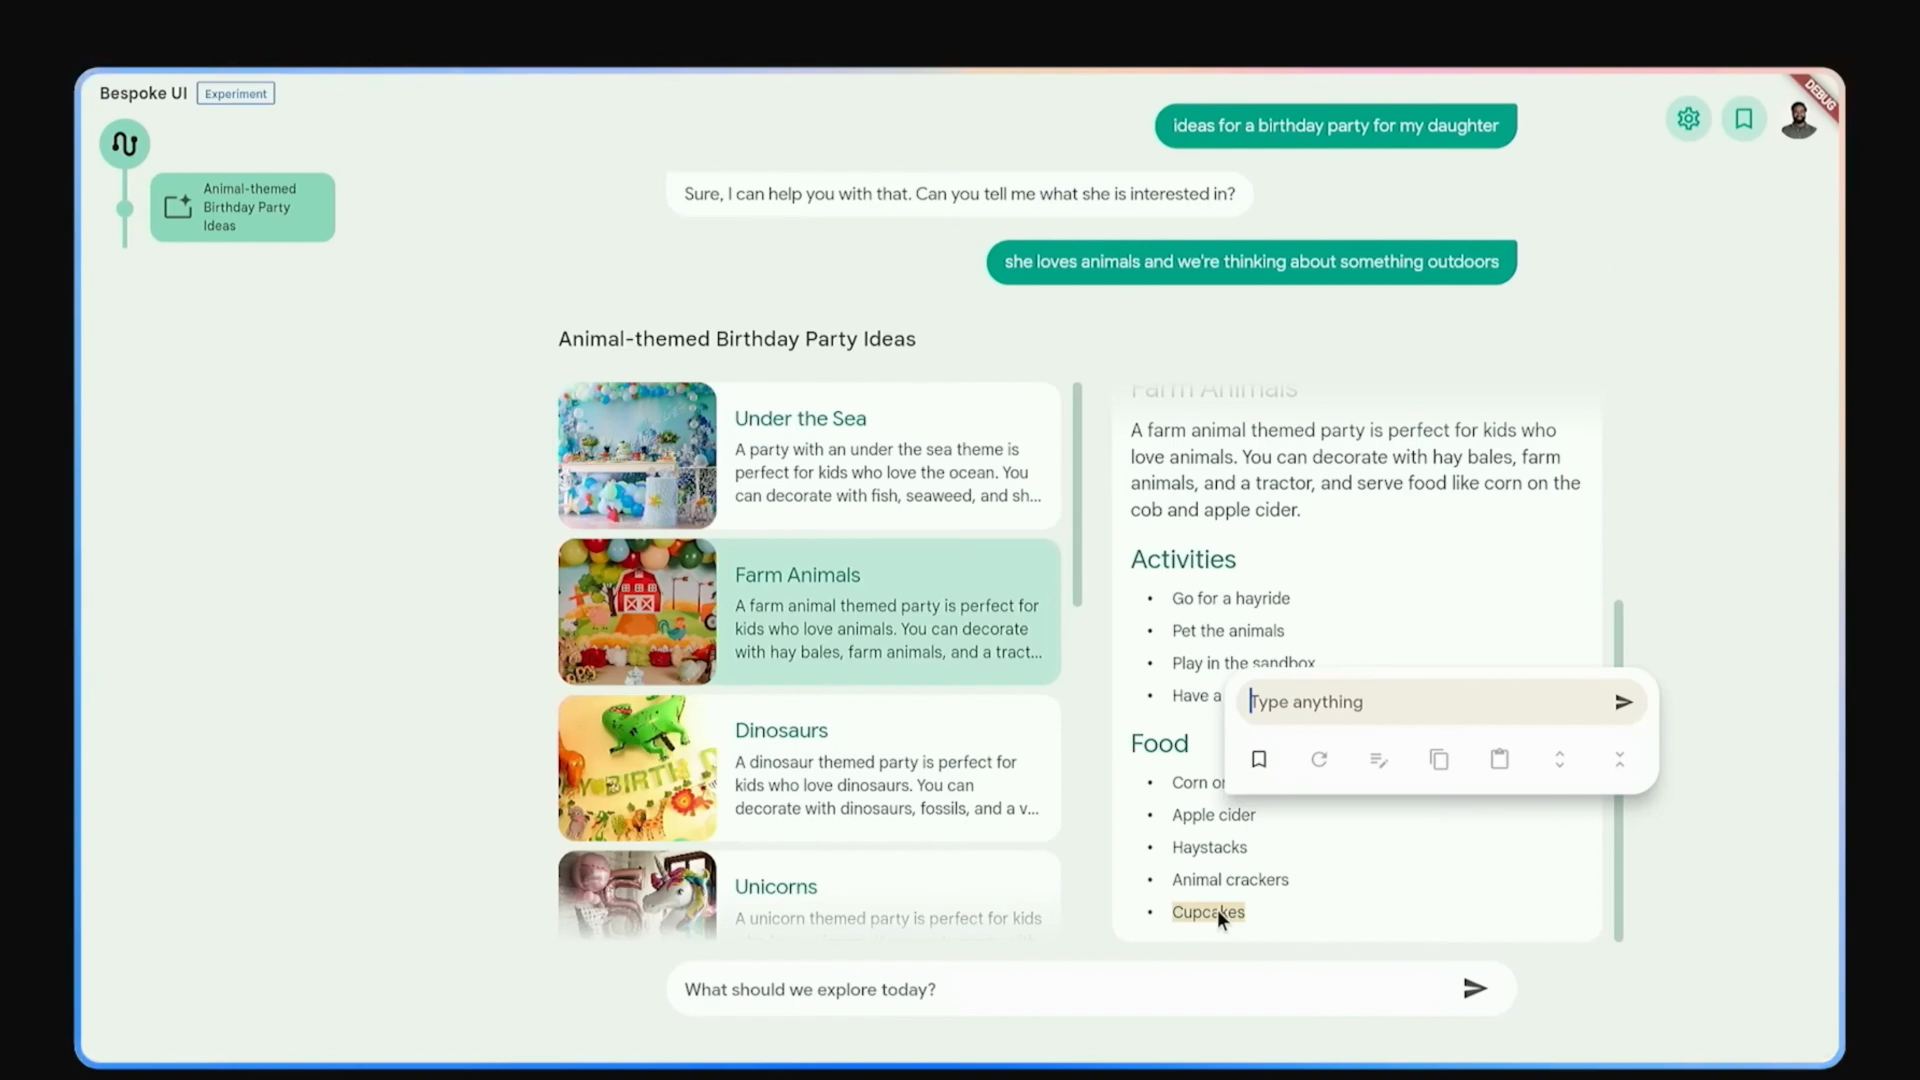 Bespoke UI
Experiment
DEBUG
ideas for a birthday party for my daughter
Animal-themed
Birthday Party
Ideas
Sure, I can help you with that. Can you tell me what she is interested in?
she loves animals and we're thinking about something outdoors
Animal-themed Birthday Party Ideas
Under the Sea
A party with an under the sea theme is
perfect for kids who love the ocean. You
can decorate with fish, seaweed, and sh...
Farm Animals
A farm animal themed party is perfect for
kids who love animals. You can decorate
with hay bales, farm animals, and a tract...
Dinosaurs
A dinosaur themed party is perfect for
kids who love dinosaurs. You can
decorate with dinosaurs, fossils, and a v...
Unicorns
A unicorn themed party is perfect for kids
Farm Animals
A farm animal themed party is perfect for kids who
love animals. You can decorate with hay bales, farm
animals, and a tractor, and serve food like corn on the
cob and apple cider.
Activities
• Go for a hayride
• Pet the animals
• Play in the sandbox
• Have a
Type anything
Food
• Corn
• Apple cider
• Haystacks
• Animal crackers
• Cupcakes
What should we explore today?